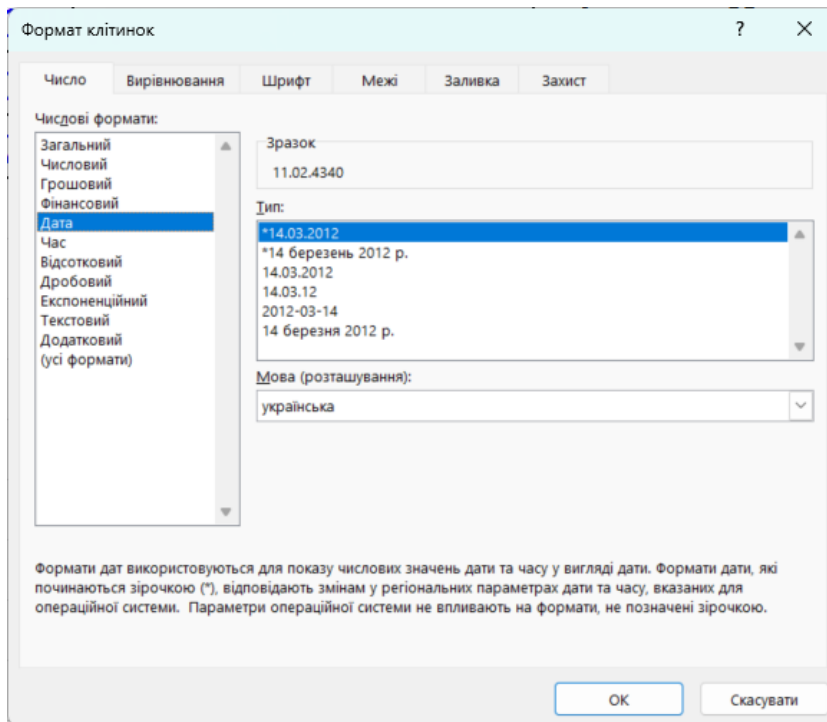 Формат клітинок
?
Число
Вирівнювання
Шрифт
Межі
Заливка
Захист
Числові формати:
Загальний
Числовий
Грошовий
Фінансовий
Дата
Час
Відсотковий
Дробовий
Експоненційний
Текстовий
Додатковий
(усі формати)
Зразок
11.02.4340
Тип:
*14.03.2012
*14 березень 2012 р.
14.03.2012
14.03.12
2012-03-14
14 березня 2012 р.
Мова (розташування):
українська
Формати дат використовуються для показу числових значень дати та часу у вигляді дати. Формати дати, які
починаються зірочкою (*), відповідають змінам у регіональних параметрах дати та часу, вказаних для
операційної системи. Параметри операційної системи не впливають на формати, не позначені зірочкою.
ОК
Скасувати